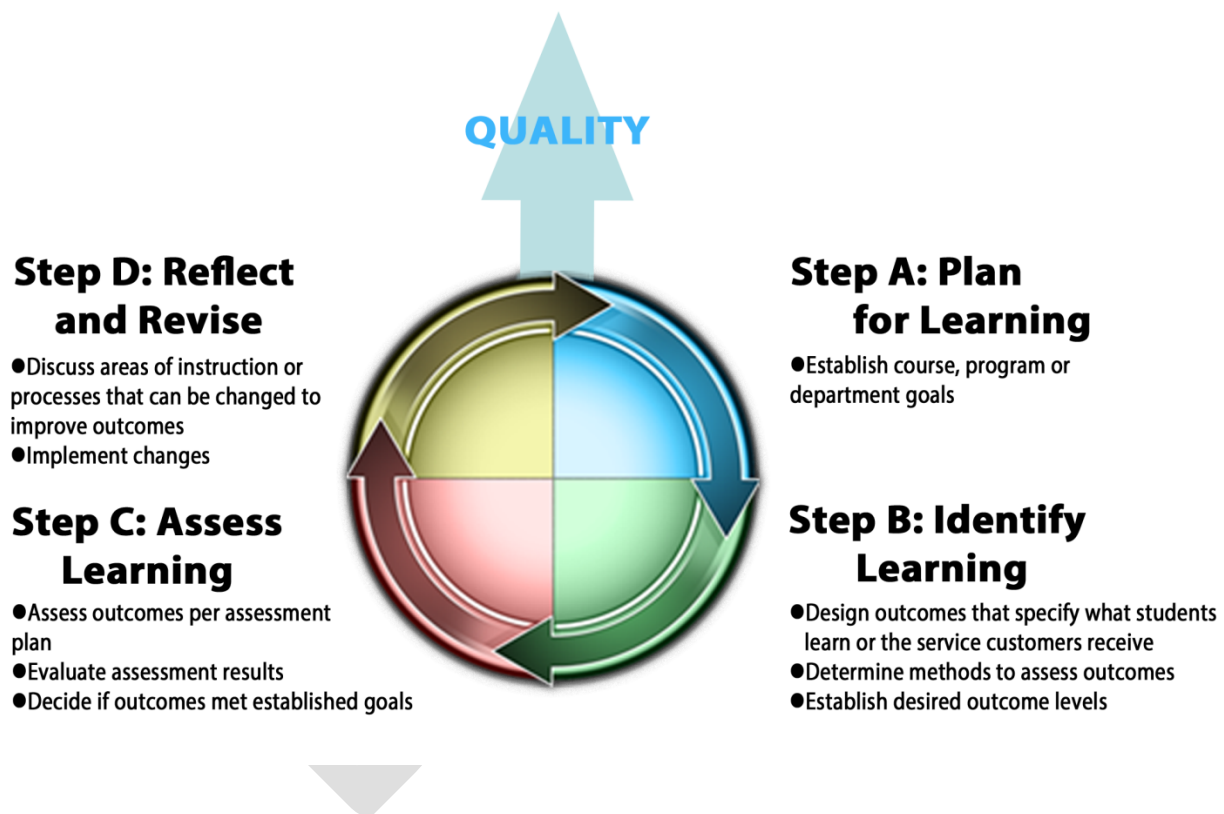 QUALITY
Step A: Plan
for Learning
●Establish course, program or
department goals
Step B: Identify
Learning
●Design outcomes that specify what students
learn or the service customers receive
●Determine methods to assess outcomes
●Establish desired outcome levels
Step C: Assess
Learning
●Assess outcomes per assessment
plan
●Evaluate assessment results
●Decide if outcomes met established goals
Step D: Reflect
and Revise
●Discuss areas of instruction or
processes that can be changed to
improve outcomes
●Implement changes